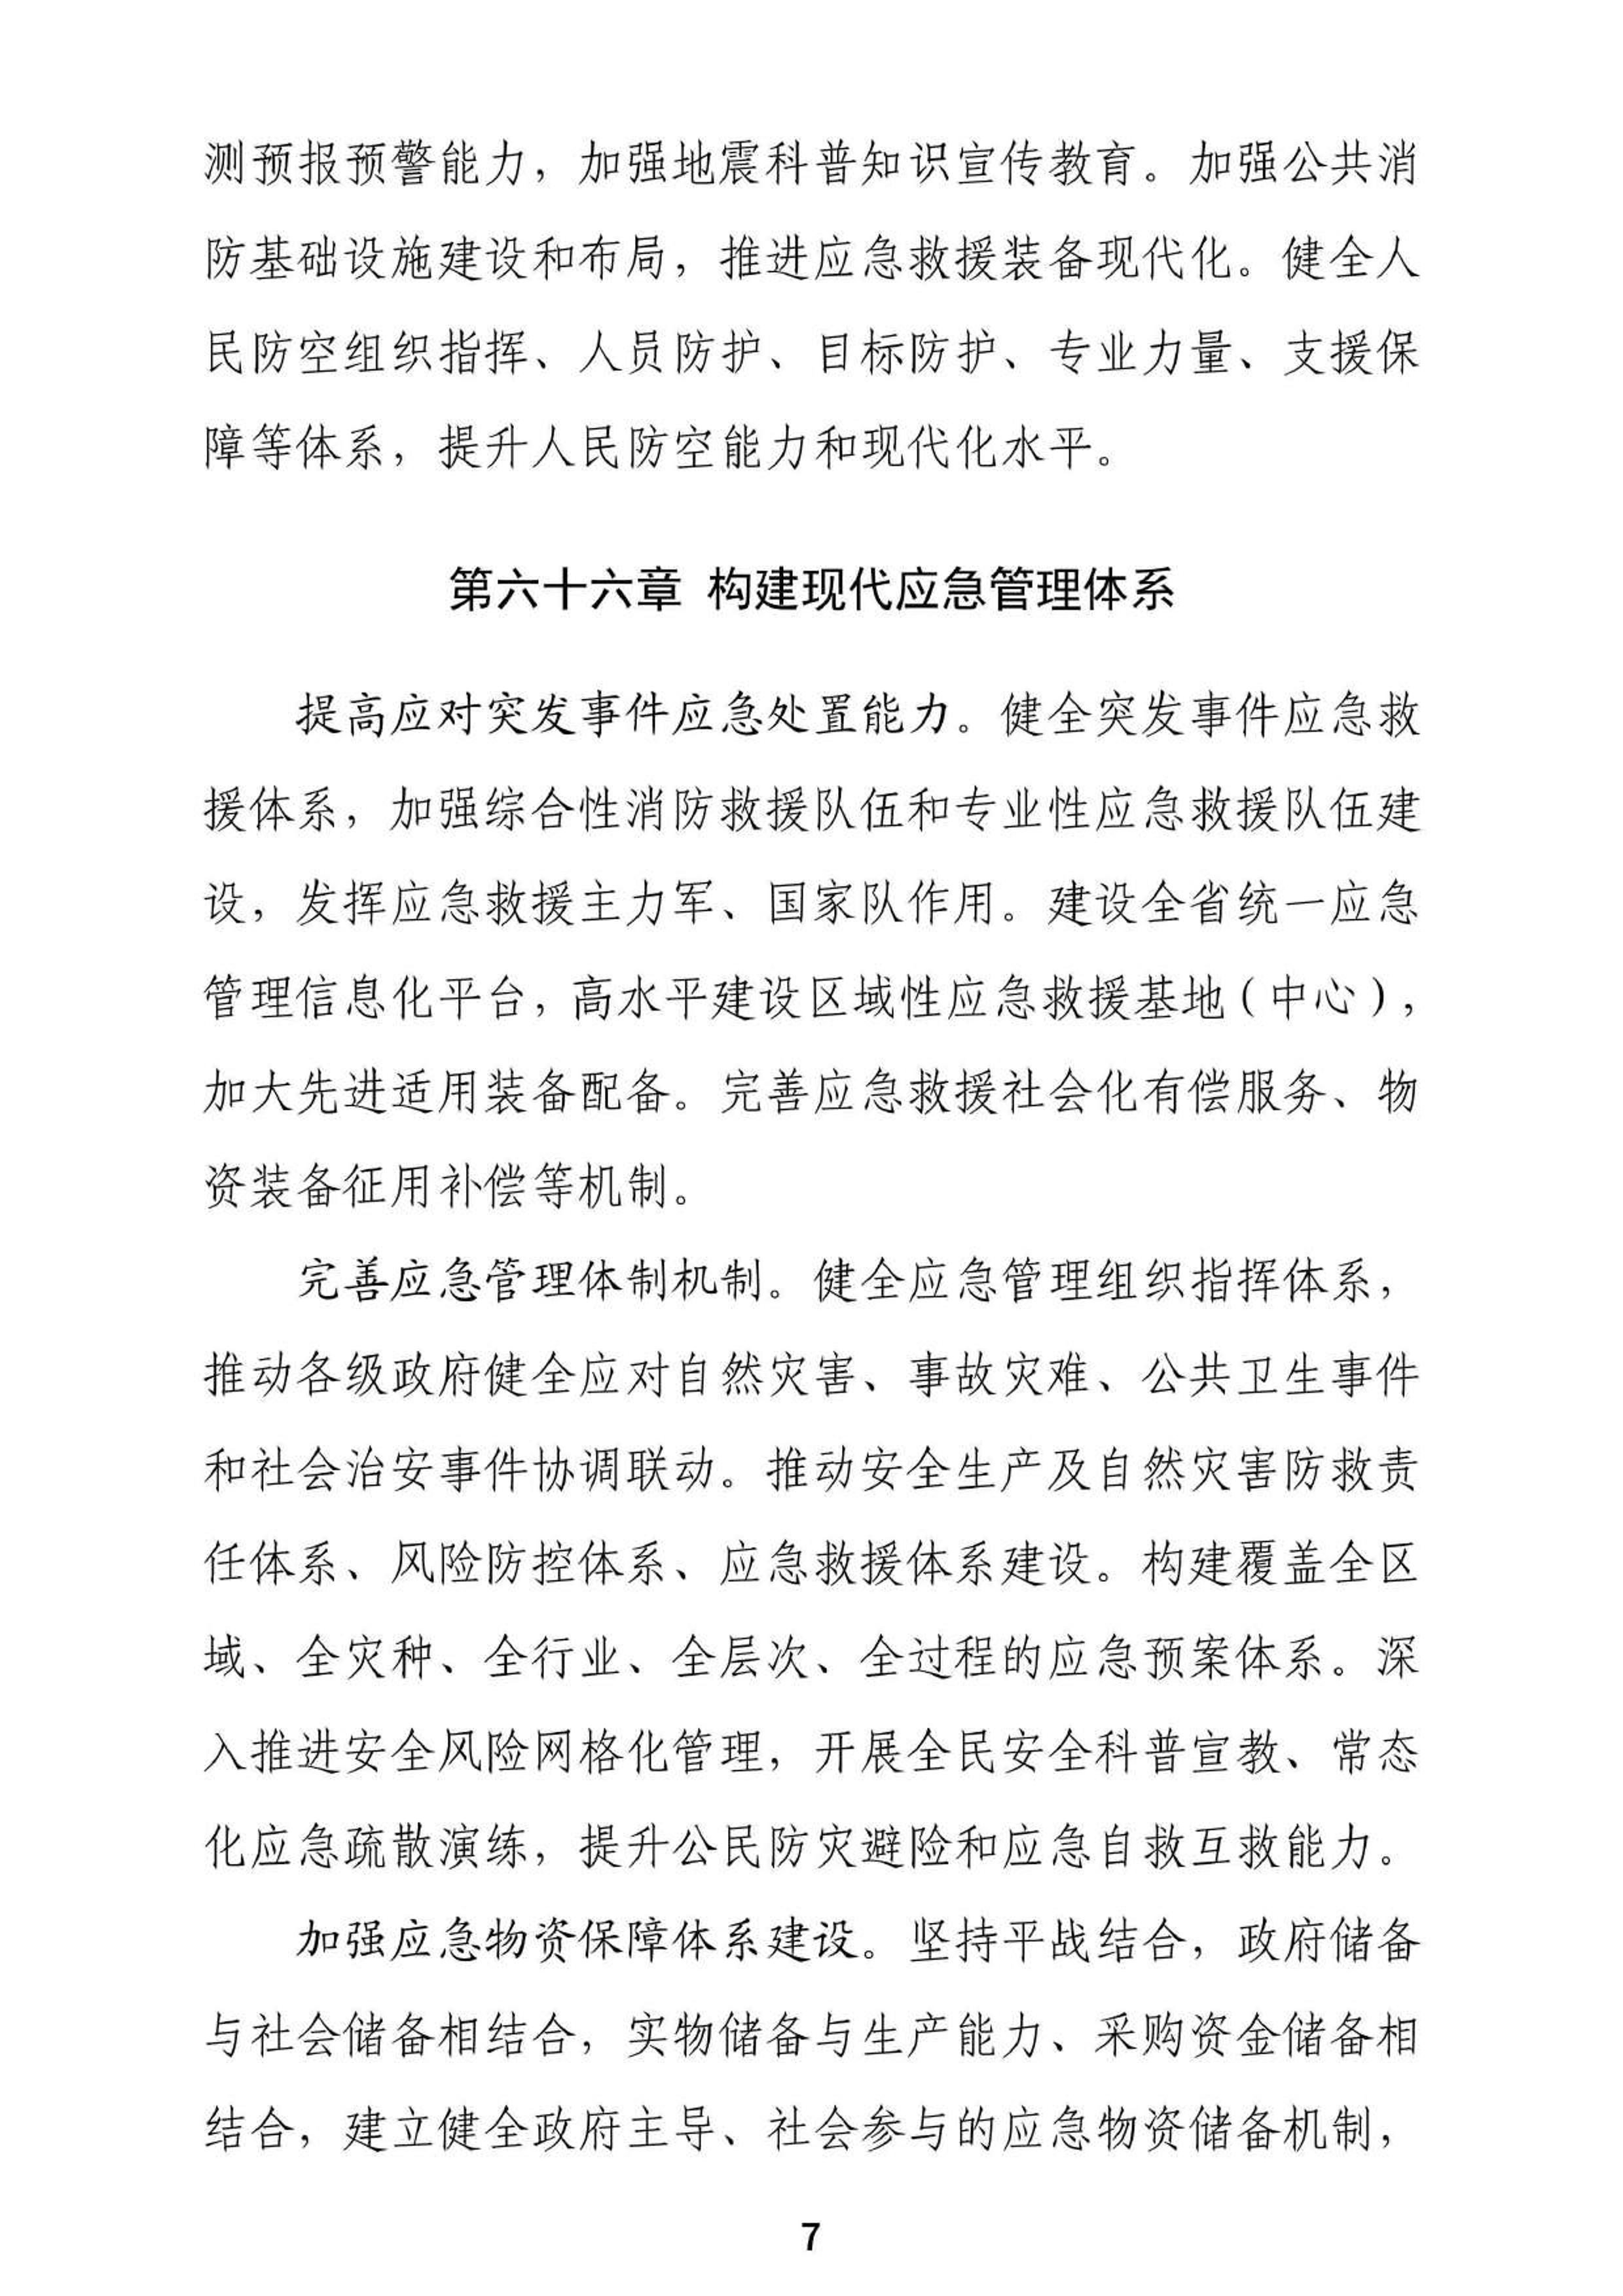 测预报预警能力，加强地震科普知识宣传教育。加强公共消
防基础设施建设和布局，推进应急救援装备现代化。健全人
民防空组织指挥、人员防护、目标防护、专业力量、支援保
障等体系，提升人民防空能力和现代化水平。
第六十六章 构建现代应急管理体系
提高应对突发事件应急处置能力。健全突发事件应急救
援体系，加强综合性消防救援队伍和专业性应急救援队伍建
设，发挥应急救援主力军、国家队作用。建设全省统一应急
管理信息化平台，高水平建设区域性应急救援基地（中心），
加大先进适用装备配备。完善应急救援社会化有偿服务、物
资装备征用补偿等机制。
完善应急管理体制机制。健全应急管理组织指挥体系，
推动各级政府健全应对自然灾害、事故灾难、公共卫生事件
和社会治安事件协调联动。推动安全生产及自然灾害防救责
任体系、风险防控体系、应急救援体系建设。构建覆盖全区
域、全灾种、全行业、全层次、全过程的应急预案体系。深
入推进安全风险网格化管理，开展全民安全科普宣教、常态
化应急疏散演练，提升公民防灾避险和应急自救互救能力。
加强应急物资保障体系建设。坚持平战结合，政府储备
与社会储备相结合，实物储备与生产能力、采购资金储备相
结合，建立健全政府主导、社会参与的应急物资储备机制，
7